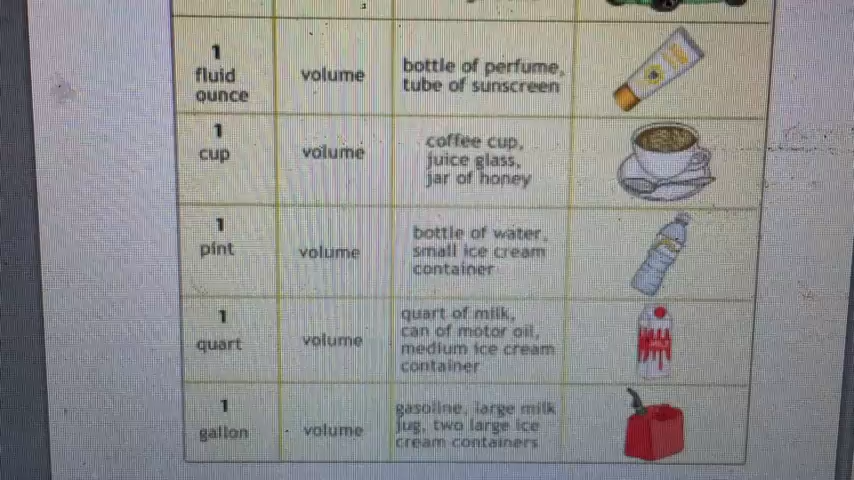 1
fluid
ounce
volume
bottle of perfume,
tube of sunscreen
1
cup
volume
coffee cup,
juice glass,
jar of honey
1
pint
volume
bottle of water,
small ice cream
container
1
quart
volume
quart of milk,
can of motor oil,
medium ice cream
container
1
gallon
volume
gasoline, large milk
jug, two large ice
cream containers